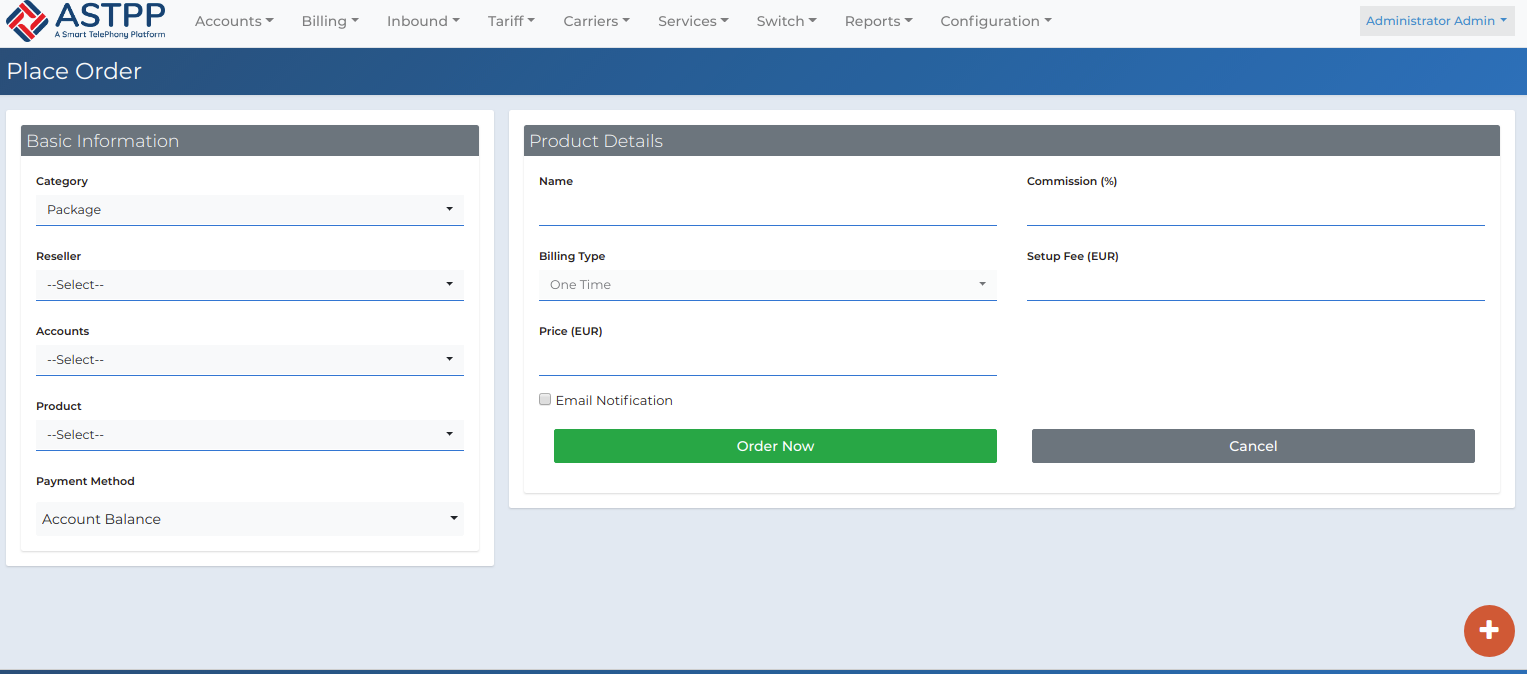 ASTPP
A Smart TelePhony Platform
Accounts Billing Inbound Tariff Carriers Services Switch Reports Configuration Administrator Admin
Place Order
Basic Information
Category
Package
Reseller
--Select--
Accounts
--Select--
Product
--Select--
Payment Method
Account Balance
Product Details
Name
Commission (%)
Billing Type
One Time
Setup Fee (EUR)
Price (EUR)
Email Notification
Order Now
Cancel